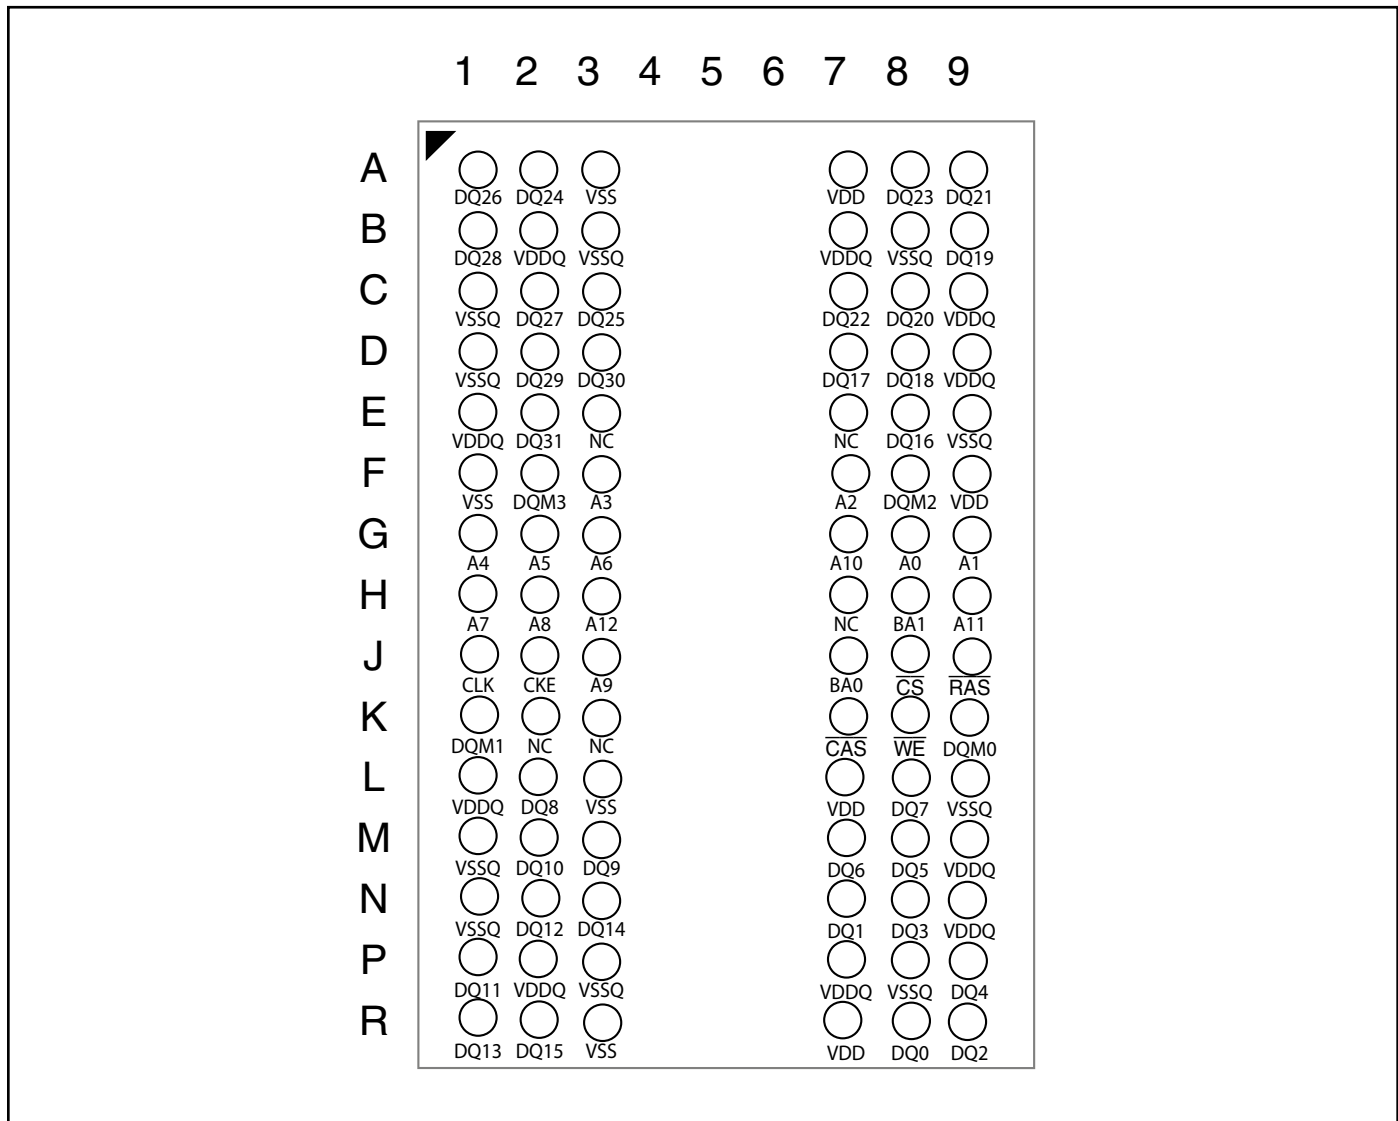 1 2 3 4 5 6 7 8 9
A
DQ26 DQ24 VSS VDD DQ23 DQ21
B
DQ28 VDDQ VSSQ VDDQ VSSQ DQ19
C
VSSQ DQ27 DQ25 DQ22 DQ20 VDDQ
D
VSSQ DQ29 DQ30 DQ17 DQ18 VDDQ
E
VDDQ DQ31 NC NC DQ16 VSSQ
F
VSS DQM3 A3 A2 DQM2 VDD
G
A4 A5 A6 A10 A0 A1
H
A7 A8 A12 NC BA1 A11
J
CLK CKE A9 BA0 C̅S̅ R̅A̅S̅
K
DQM1 NC NC C̅A̅S̅ W̅E̅ DQM0
L
VDDQ DQ8 VSS VDD DQ7 VSSQ
M
VSSQ DQ10 DQ9 DQ6 DQ5 VDDQ
N
VSSQ DQ12 DQ14 DQ1 DQ3 VDDQ
P
DQ11 VDDQ VSSQ VDDQ VSSQ DQ4
R
DQ13 DQ15 VSS VDD DQ0 DQ2